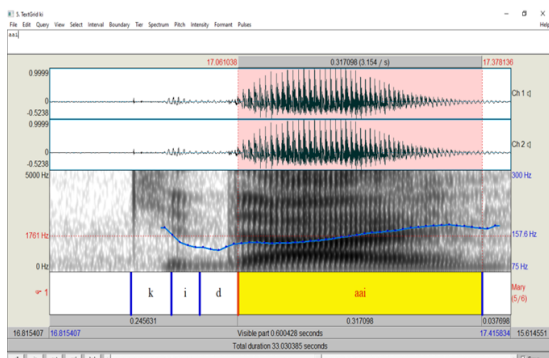 5. TextGrid ki
File Edit Query View Select Interval Boundary Tier Spectrum Pitch Intensity Formant Pulses Help
aai
17.061038 0.317098 (3.154 / s) 17.378136
0.9999
0
-0.5238
Ch 1
0.9999
0
-0.5238
Ch 2
5000 Hz 300 Hz
1761 Hz 157.6 Hz
0 Hz 75 Hz
1 k i d aai Mary
(5/6)
0.245631 0.317098 0.037698
16.815407 16.815407 Visible part 0.600428 seconds 17.415834 15.614551
Total duration 33.030385 seconds